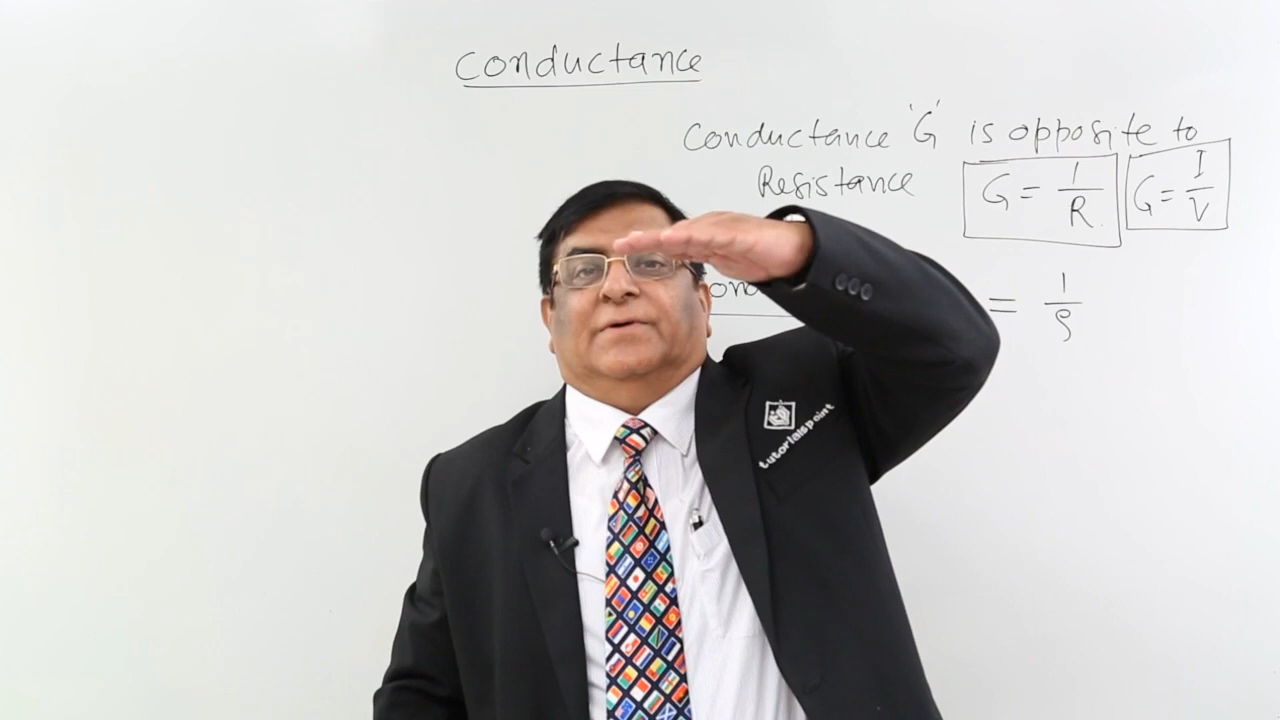 Conductance
Conductance 'G' is opposite to
Resistance G = 1/R. G = I/V
= 1/ρ
tutorialspoint